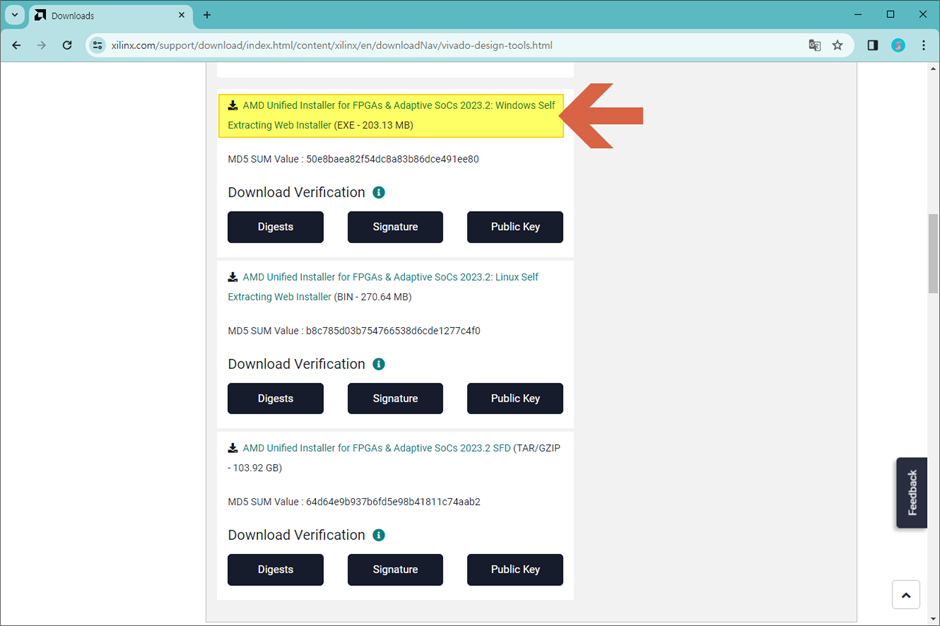 Downloads
xilinx.com/support/download/index.html/content/xilinx/en/downloadNav/vivado-design-tools.html
AMD Unified Installer for FPGAs & Adaptive SoCs 2023.2: Windows Self
Extracting Web Installer (EXE - 203.13 MB)
MD5 SUM Value : 50e8baea82f54dc8a83b86dce491ee80
Download Verification
Digests Signature Public Key
AMD Unified Installer for FPGAs & Adaptive SoCs 2023.2: Linux Self
Extracting Web Installer (BIN - 270.64 MB)
MD5 SUM Value : b8c785d03b754766538d6cde1277c4f0
Download Verification
Digests Signature Public Key
AMD Unified Installer for FPGAs & Adaptive SoCs 2023.2 SFD (TAR/GZIP
- 103.92 GB)
MD5 SUM Value : 64d64e9b937b6fd5e98b41811c74aab2
Download Verification
Digests Signature Public Key
Feedback